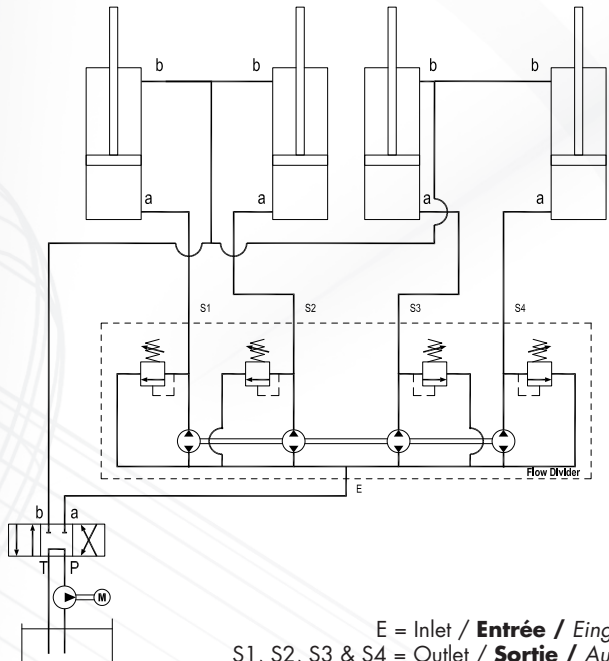 b b b b
a a a a
S1 S2 S3 S4
Flow Divider
E
b a
T P
M
E = Inlet / Entrée /
S1, S2, S3 & S4 = Outlet / Sortie /